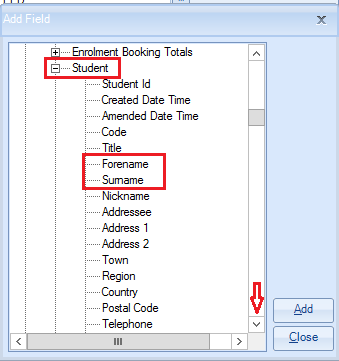 Add Field
Enrolment Booking Totals
Student
Student Id
Created Date Time
Amended Date Time
Code
Title
Forename
Surname
Nickname
Addressee
Address 1
Address 2
Town
Region
Country
Postal Code
Telephone
Add
Close